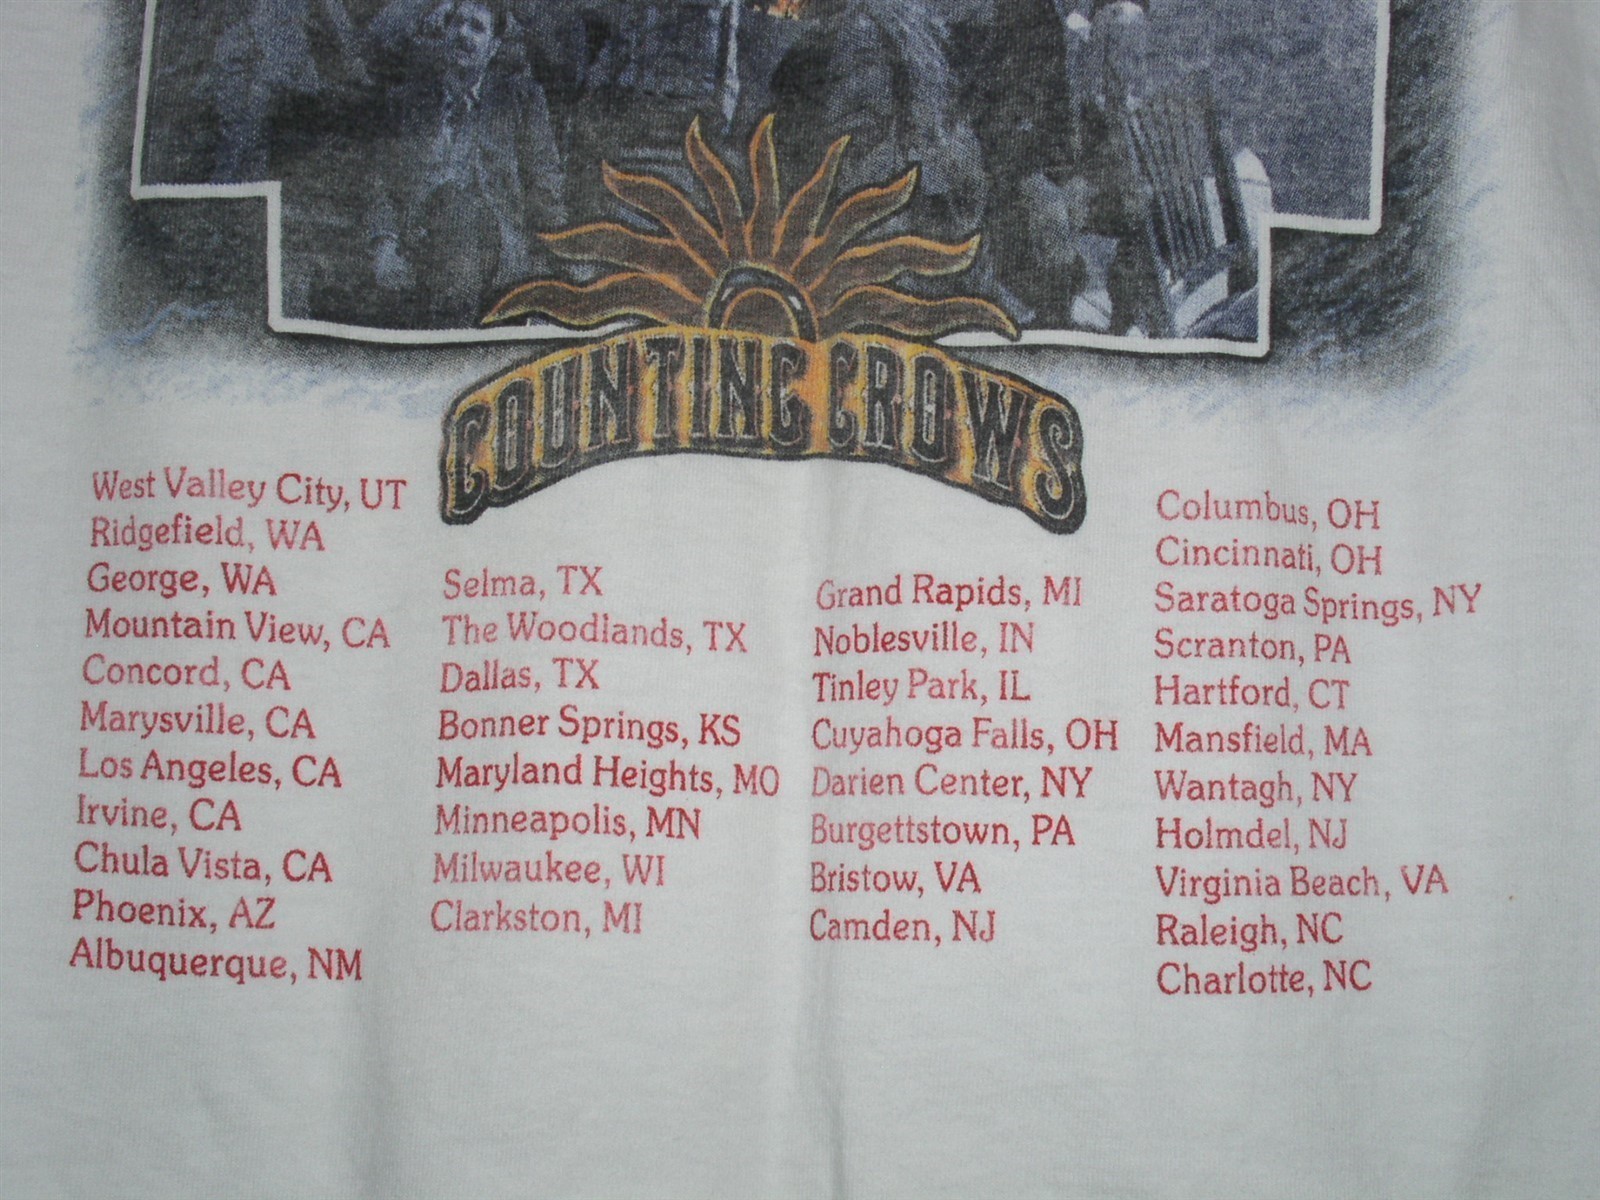 COUNTING CROWS
West Valley City, UT
Ridgefield, WA
George, WA
Mountain View, CA
Concord, CA
Marysville, CA
Los Angeles, CA
Irvine, CA
Chula Vista, CA
Phoenix, AZ
Albuquerque, NM
Selma, TX
The Woodlands, TX
Dallas, TX
Bonner Springs, KS
Maryland Heights, MO
Minneapolis, MN
Milwaukee, WI
Clarkston, MI
Grand Rapids, MI
Noblesville, IN
Tinley Park, IL
Cuyahoga Falls, OH
Darien Center, NY
Burgettstown, PA
Bristow, VA
Camden, NJ
Columbus, OH
Cincinnati, OH
Saratoga Springs, NY
Scranton, PA
Hartford, CT
Mansfield, MA
Wantagh, NY
Holmdel, NJ
Virginia Beach, VA
Raleigh, NC
Charlotte, NC